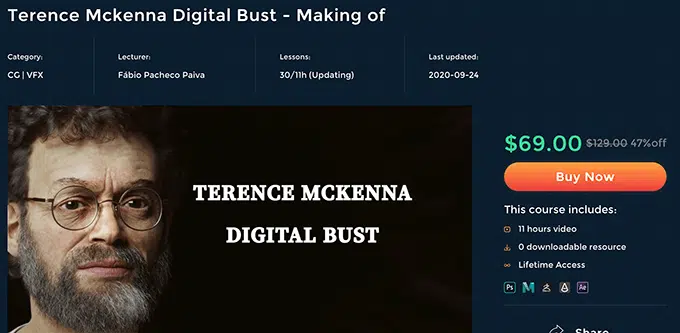 Terence Mckenna Digital Bust - Making of
Category: Lecturer: Lessons: Last updated:
CG | VFX Fábio Pacheco Paiva 30/11h (Updating) 2020-09-24
TERENCE MCKENNA
DIGITAL BUST
$69.00 $129.00 47%off
Buy Now
This course includes:
11 hours video
0 downloadable resource
Lifetime Access
Ps M Ae
Share